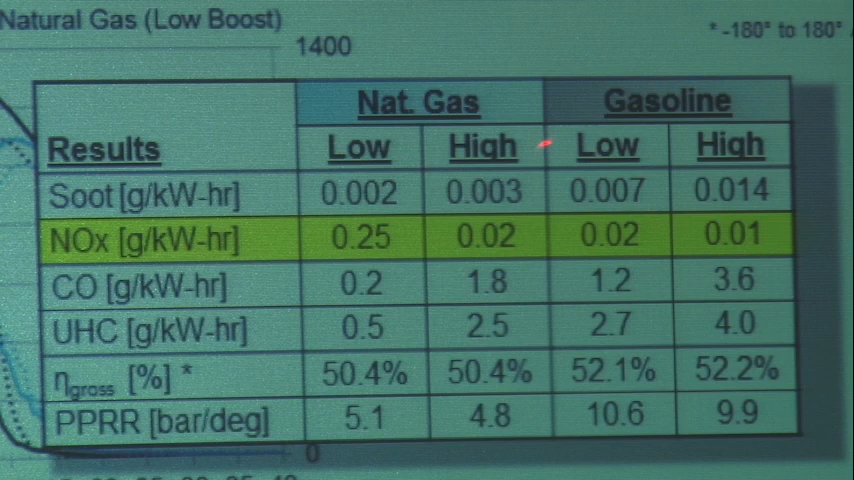 Natural Gas (Low Boost)
* -180° to 180°
1400
Nat. Gas Gasoline
Results Low High Low High
Soot [g/kW-hr] 0.002 0.003 0.007 0.014
NOx [g/kW-hr] 0.25 0.02 0.02 0.01
CO [g/kW-hr] 0.2 1.8 1.2 3.6
UHC [g/kW-hr] 0.5 2.5 2.7 4.0
ηgross [%] * 50.4% 50.4% 52.1% 52.2%
PPRR [bar/deg] 5.1 4.8 10.6 9.9
0